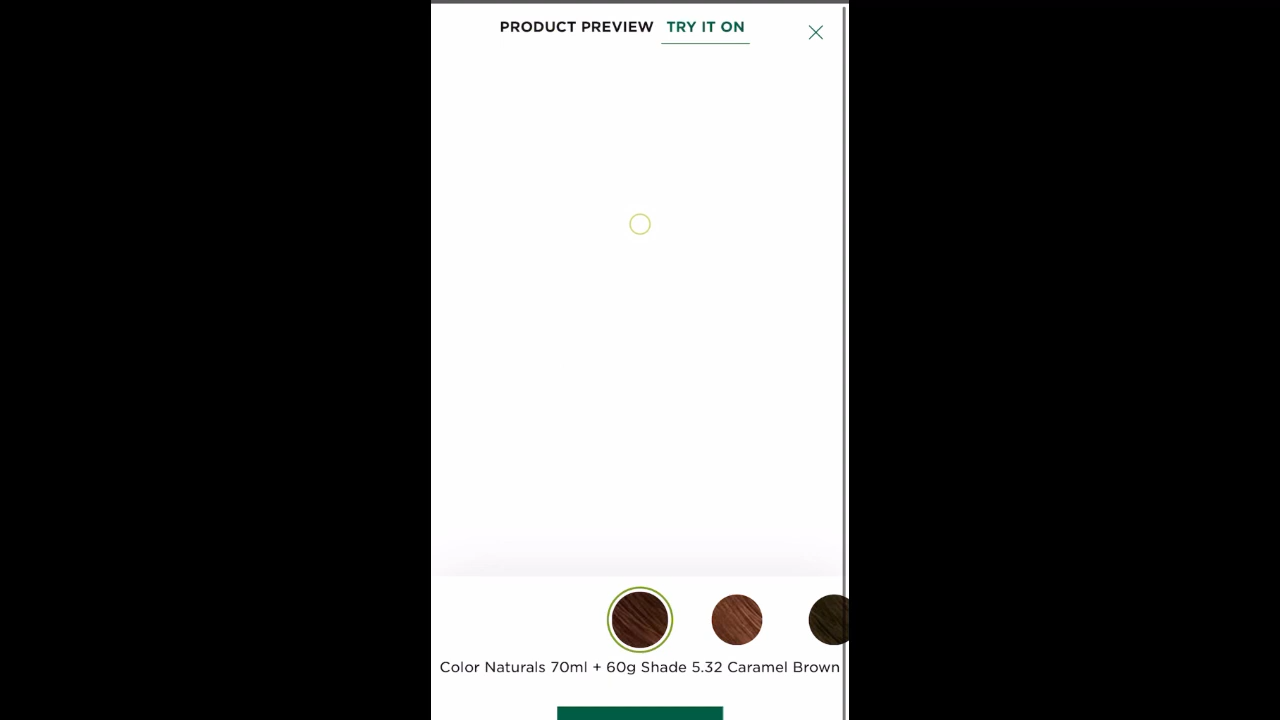 PRODUCT PREVIEW TRY IT ON
Color Naturals 70ml + 60g Shade 5.32 Caramel Brown